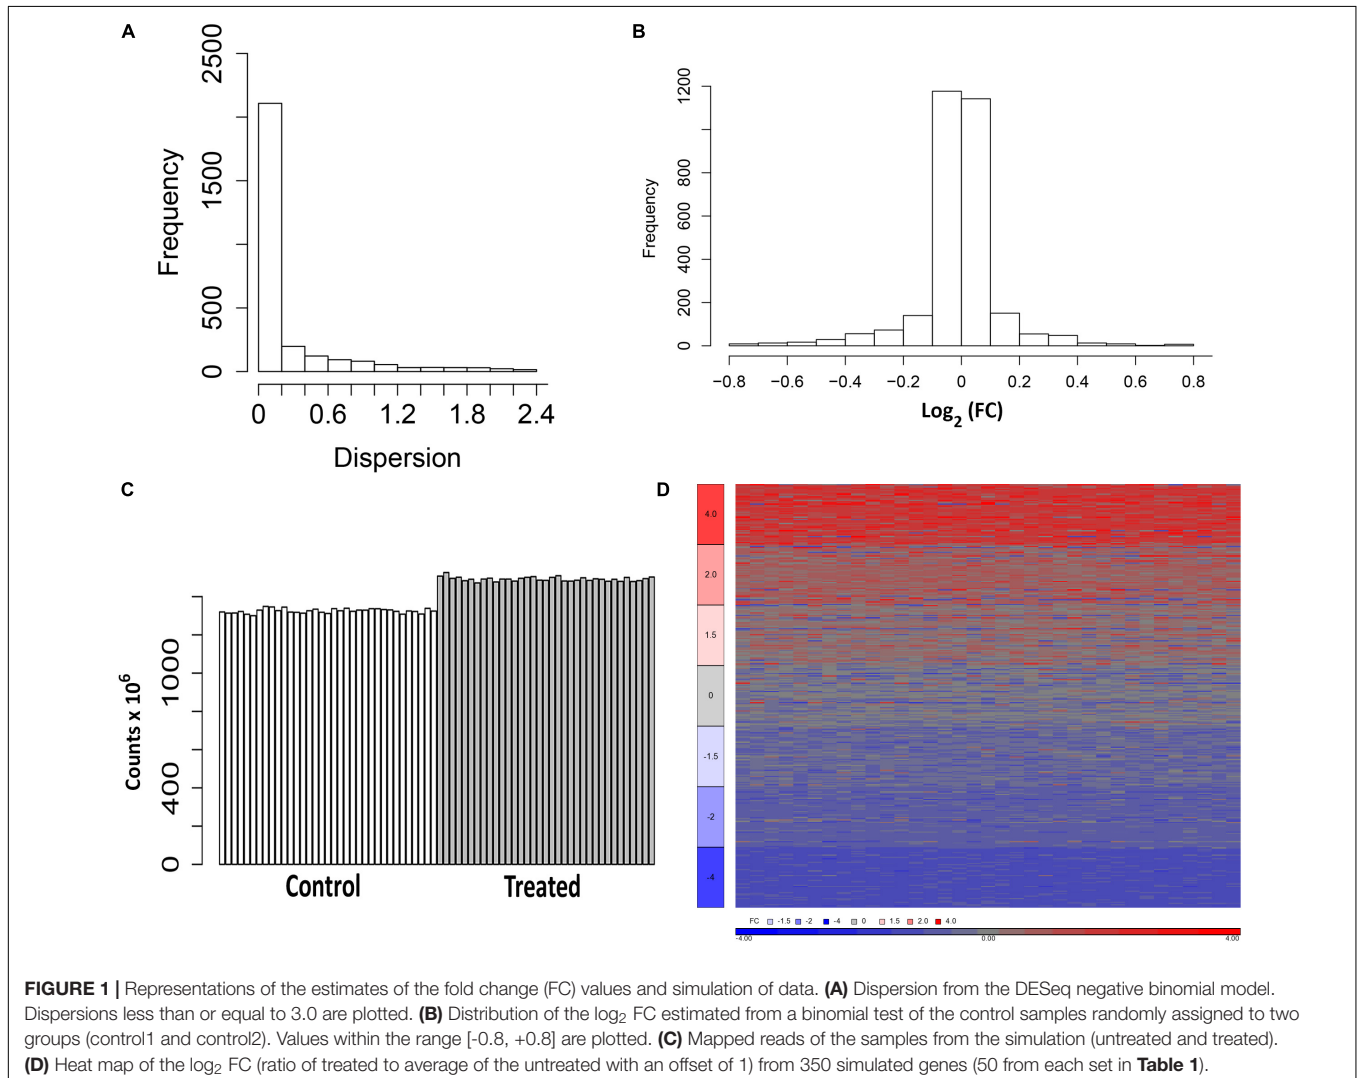 A
2500
1500
500
0
Frequency
0 0.6 1.2 1.8 2.4
Dispersion
B
1200
800
600
400
200
0
Frequency
−0.8 −0.6 −0.4 −0.2 0 0.2 0.4 0.6 0.8
Log2 (FC)
C
1000
400
0
Counts x 10^6
Control Treated
D
4.0
2.0
1.5
0
-1.5
-2
-4
FC -1.5 -2 -4 0 1.5 2.0 4.0
-4.00 0.00 4.00
FIGURE 1 | Representations of the estimates of the fold change (FC) values and simulation of data. (A) Dispersion from the DESeq negative binomial model.
Dispersions less than or equal to 3.0 are plotted. (B) Distribution of the log2 FC estimated from a binomial test of the control samples randomly assigned to two
groups (control1 and control2). Values within the range [-0.8, +0.8] are plotted. (C) Mapped reads of the samples from the simulation (untreated and treated).
(D) Heat map of the log2 FC (ratio of treated to average of the untreated with an offset of 1) from 350 simulated genes (50 from each set in Table 1).